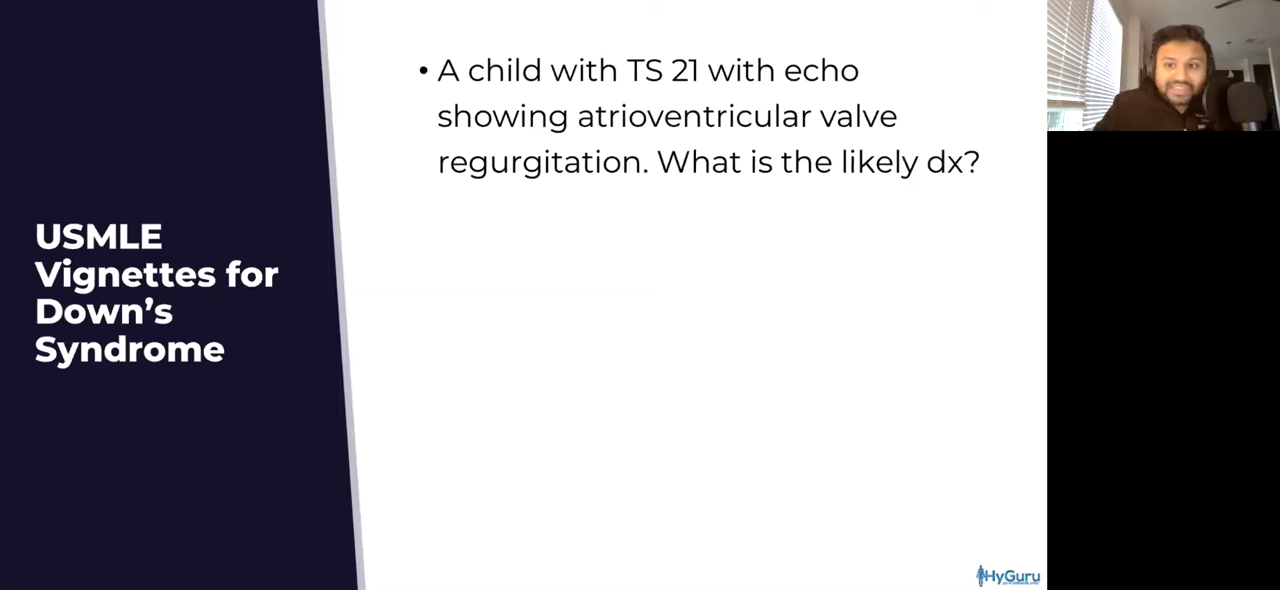 • A child with TS 21 with echo
showing atrioventricular valve
regurgitation. What is the likely dx?
USMLE
Vignettes for
Down's
Syndrome
HyGuru